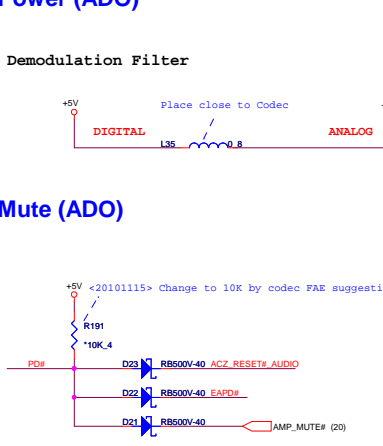 Power (ADO)
Demodulation Filter
+5V
Place close to Codec
DIGITAL
ANALOG
L35
0_8
Mute (ADO)
+5V <20101115> Change to 10K by codec FAE suggesti
R191
*10K_4
PD#
D23 RB500V-40 ACZ_RESET#_AUDIO
D22 RB500V-40 EAPD#
D21 RB500V-40
AMP_MUTE# (20)